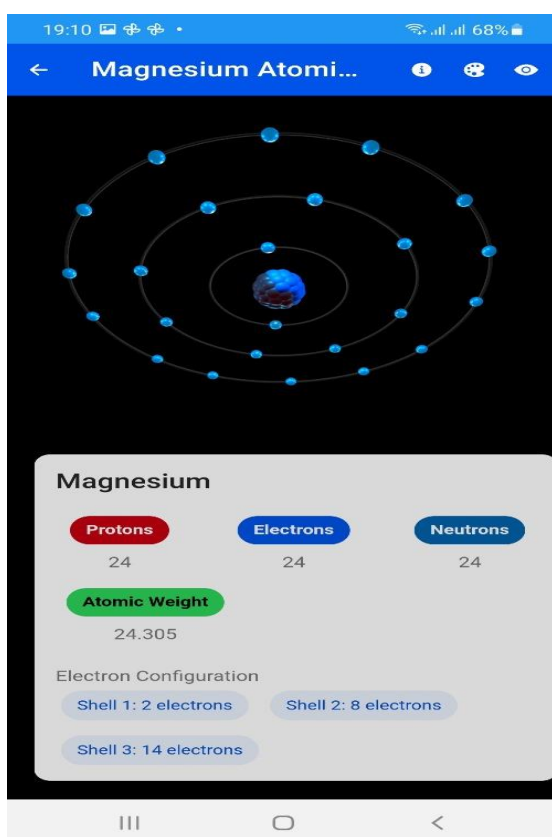 19:10 68%
Magnesium Atomi...
Magnesium
Protons Electrons Neutrons
24 24 24
Atomic Weight
24.305
Electron Configuration
Shell 1: 2 electrons Shell 2: 8 electrons
Shell 3: 14 electrons